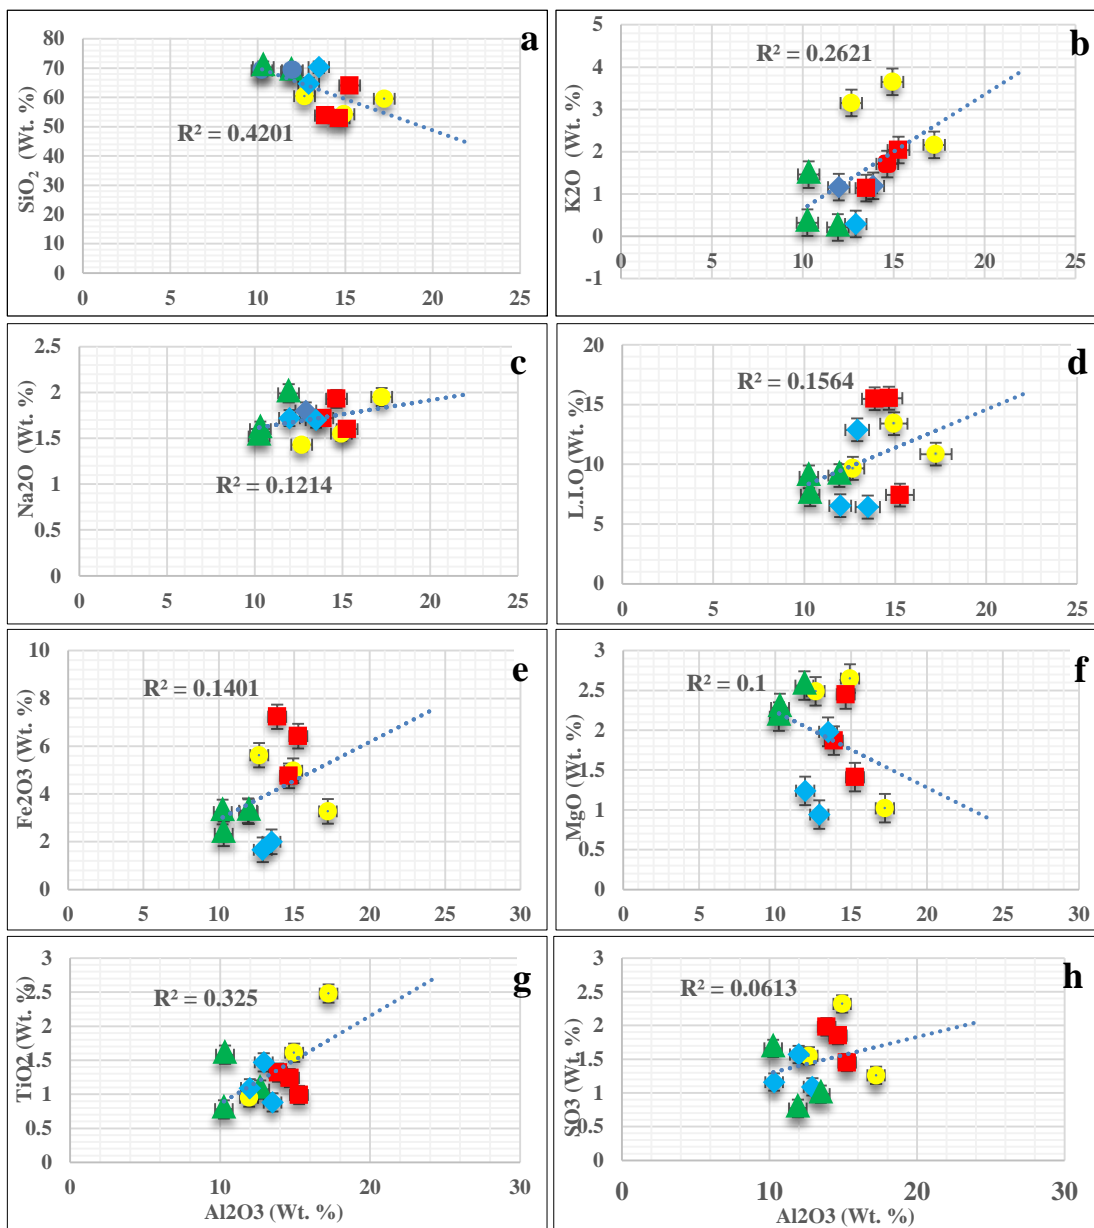 a
80
70
60
50
40
30
20
10
0
SiO2 (Wt. %)
R² = 0.4201
0 5 10 15 20 25
b
5
4
3
2
1
0
-1
K2O (Wt. %)
R² = 0.2621
0 5 10 15 20 25
c
2.5
2
1.5
1
0.5
0
Na2O (Wt. %)
R² = 0.1214
0 5 10 15 20 25
d
20
15
10
5
0
L.I.O (Wt. %)
R² = 0.1564
0 5 10 15 20 25
e
10
8
6
4
2
0
Fe2O3 (Wt. %)
R² = 0.1401
0 5 10 15 20 25 30
f
3
2.5
2
1.5
1
0.5
0
MgO (Wt. %)
R² = 0.1
0 5 10 15 20 25 30
g
3
2.5
2
1.5
1
0.5
0
TiO2 (Wt. %)
R² = 0.325
0 5 10 15 20 25 30
Al2O3 (Wt. %)
h
3
2.5
2
1.5
1
0.5
0
SO3 (Wt. %)
R² = 0.0613
0 10 20 30
Al2O3 (Wt. %)